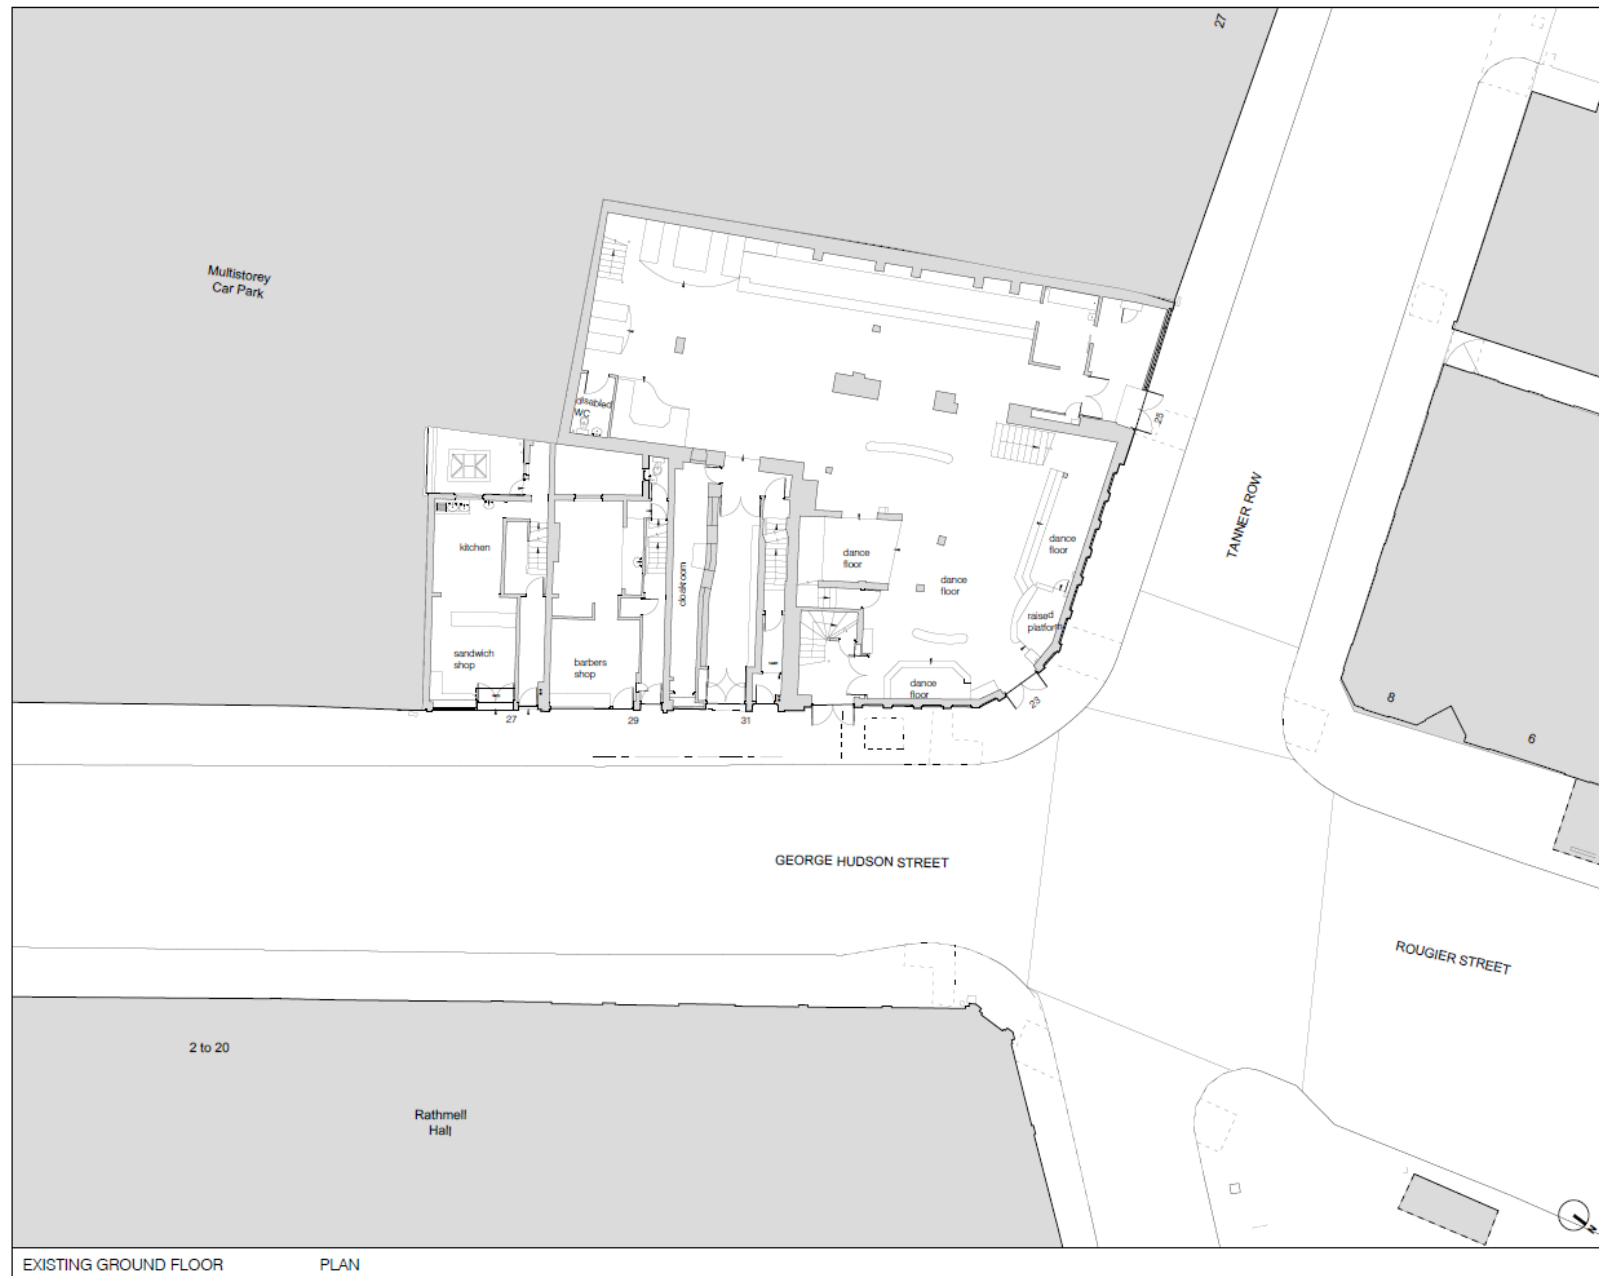 27
Multistorey
Car Park
disabled
WC
25
TANNER ROW
kitchen
cloakroom
dance
floor
dance
floor
dance
floor
raised
platform
sandwich
shop
barbers
shop
dance
floor
27
29
31
23
8
6
GEORGE HUDSON STREET
ROUGIER STREET
2 to 20
Rathmell
Hall
N
EXISTING GROUND FLOOR PLAN